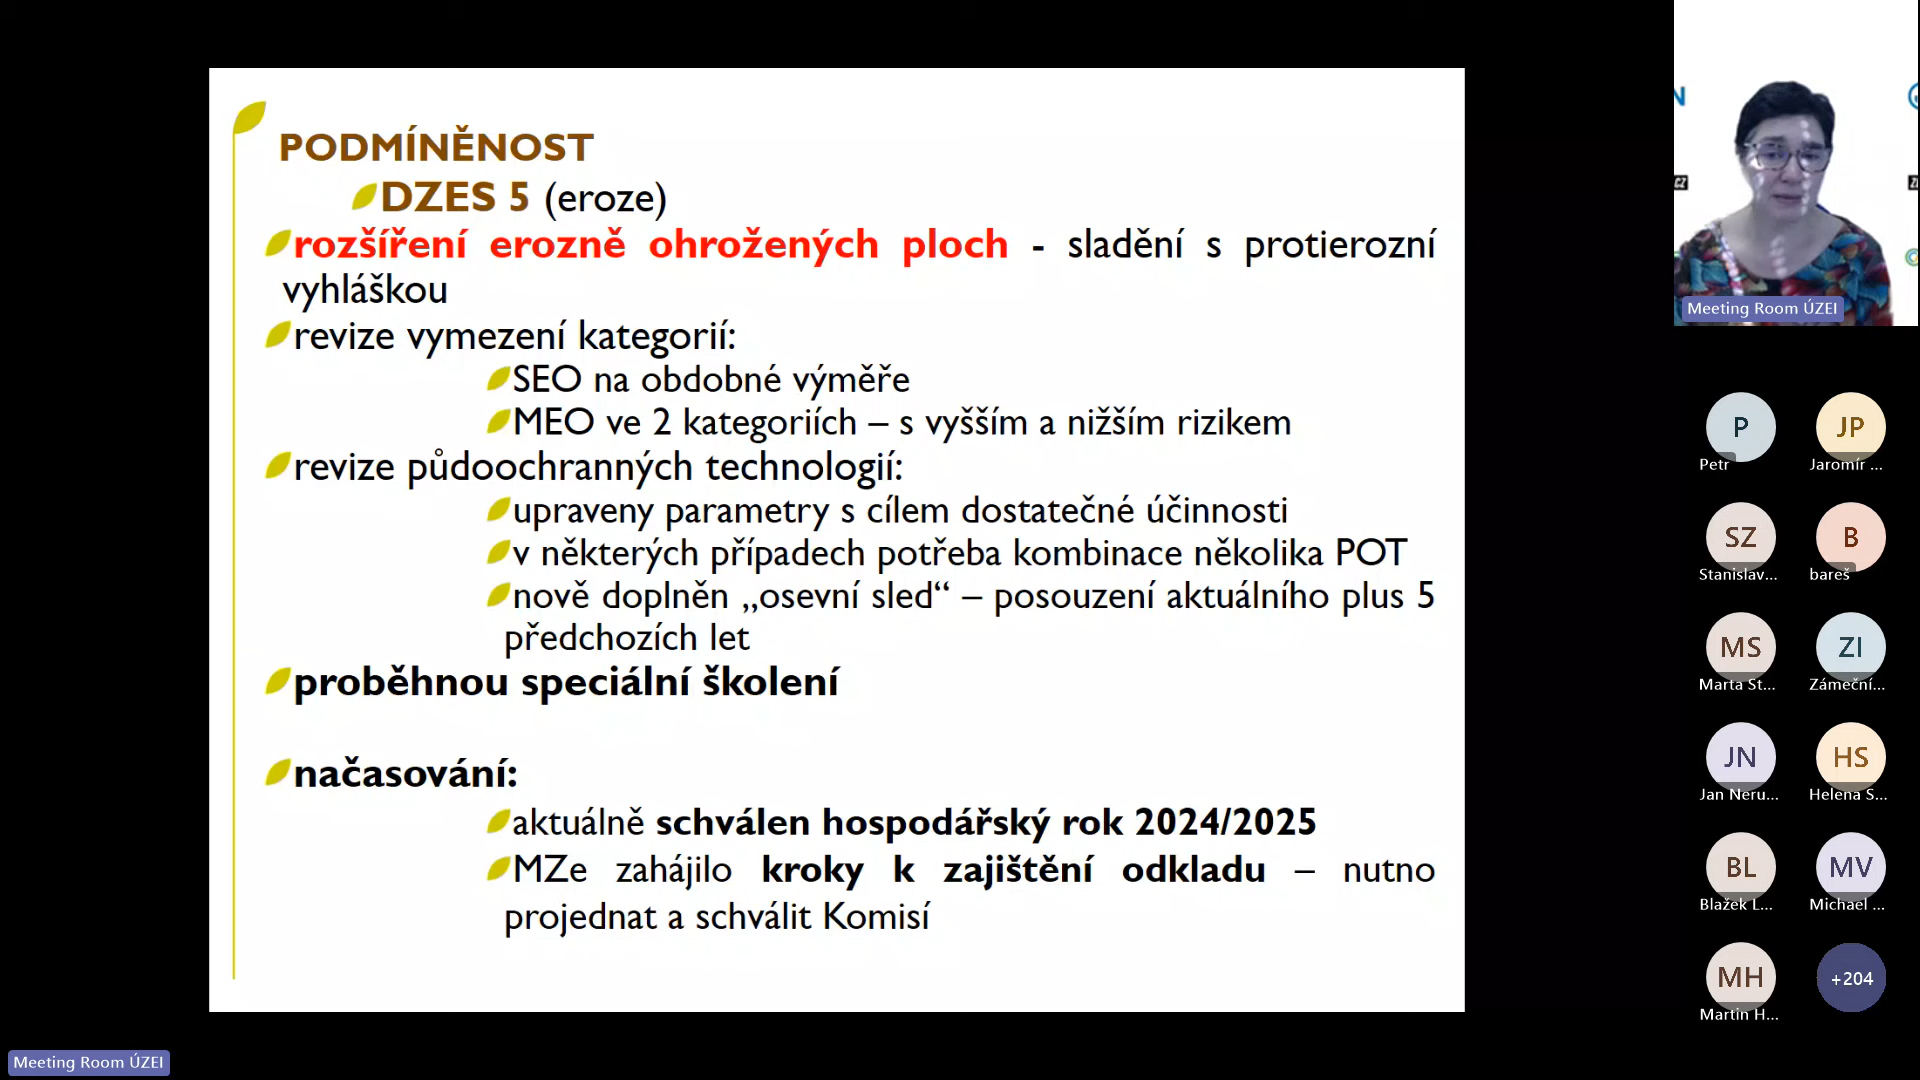 PODMÍNĚNOST
DZES 5 (eroze)
rozšíření erozně ohrožených ploch - sladění s protierozní
vyhláškou
revize vymezení kategorií:
SEO na obdobné výměře
MEO ve 2 kategoriích – s vyšším a nižším rizikem
revize půdoochranných technologií:
upraveny parametry s cílem dostatečné účinnosti
v některých případech potřeba kombinace několika POT
nově doplněn „osevní sled“ – posouzení aktuálního plus 5
předchozích let
proběhnou speciální školení
načasování:
aktuálně schválen hospodářský rok 2024/2025
MZe zahájilo kroky k zajištění odkladu – nutno
projednat a schválit Komisí
Meeting Room ÚZEI
P
Petr
JP
Jaromír ...
SZ
Stanislav...
B
bareš
MS
Marta St...
ZI
Zámeční...
JN
Jan Neru...
HS
Helena S...
BL
Blažek L...
MV
Michael ...
MH
Martin H...
+204
Meeting Room ÚZEI